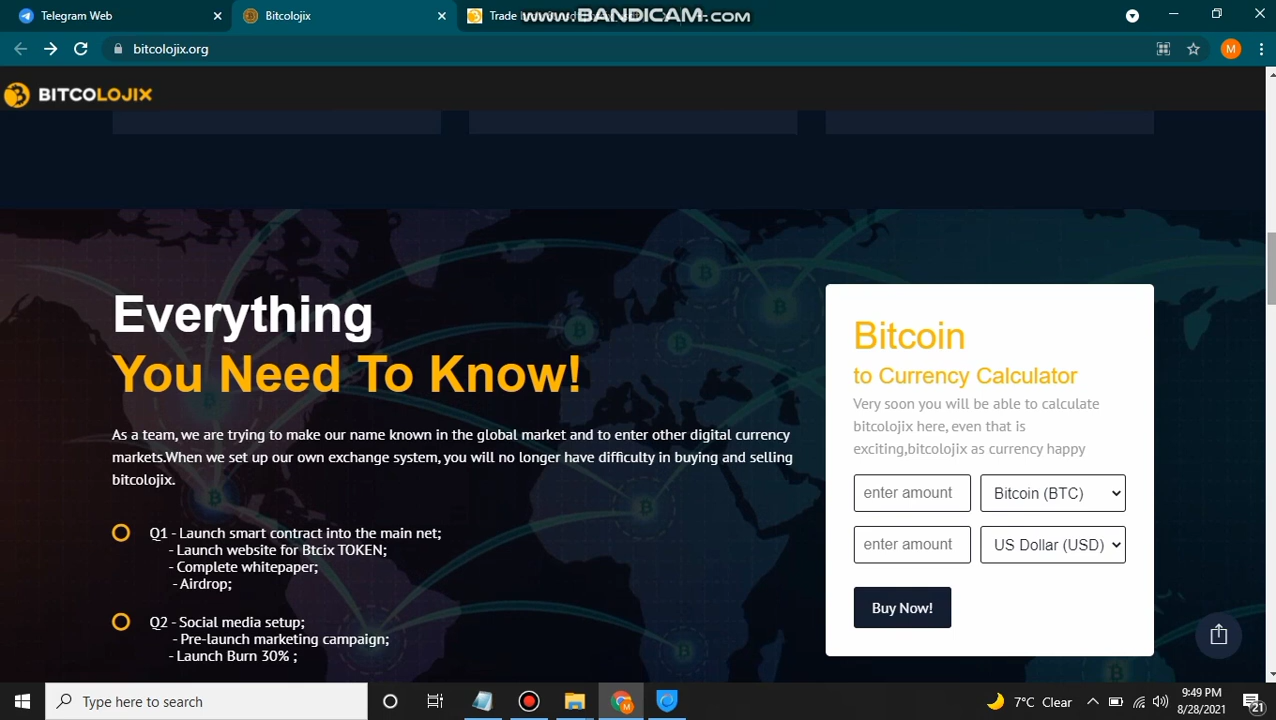 Telegram Web
Bitcolojix
Trade
www.BANDICAM.COM
bitcolojix.org
M
BITCOLOJIX
Everything
You Need To Know!
As a team, we are trying to make our name known in the global market and to enter other digital currency
markets.When we set up our own exchange system, you will no longer have difficulty in buying and selling
bitcolojix.
Q1 - Launch smart contract into the main net;
- Launch website for Btcix TOKEN;
- Complete whitepaper;
- Airdrop;
Q2 - Social media setup;
- Pre-launch marketing campaign;
- Launch Burn 30% ;
Bitcoin
to Currency Calculator
Very soon you will be able to calculate
bitcolojix here, even that is
exciting,bitcolojix as currency happy
enter amount Bitcoin (BTC)
enter amount US Dollar (USD)
Buy Now!
Type here to search
7°C Clear
9:49 PM
8/28/2021
21